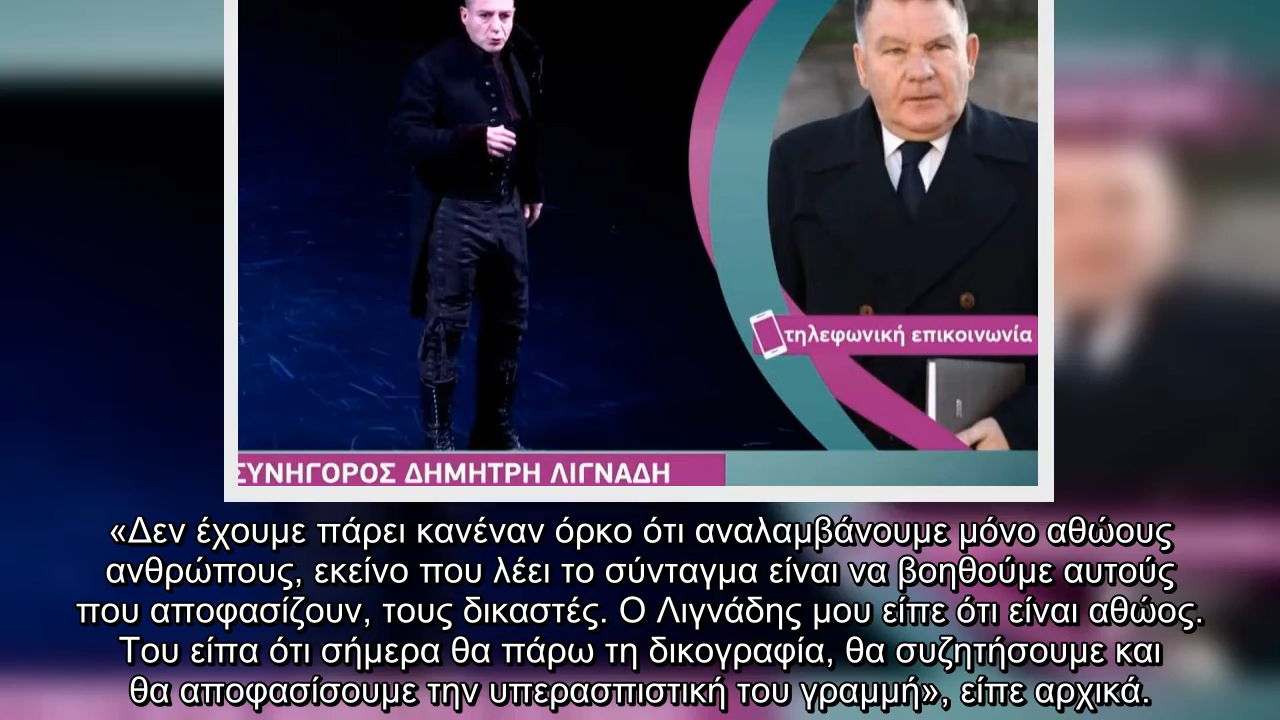 τηλεφωνική επικοινωνία
ΣΥΝΗΓΟΡΟΣ ΔΗΜΗΤΡΗ ΛΙΓΝΑΔΗ
«Δεν έχουμε πάρει κανέναν όρκο ότι αναλαμβάνουμε μόνο αθώους
ανθρώπους, εκείνο που λέει το σύνταγμα είναι να βοηθούμε αυτούς
που αποφασίζουν, τους δικαστές. Ο Λιγνάδης μου είπε ότι είναι αθώος.
Του είπα ότι σήμερα θα πάρω τη δικογραφία, θα συζητήσουμε και
θα αποφασίσουμε την υπερασπιστική του γραμμή», είπε αρχικά.